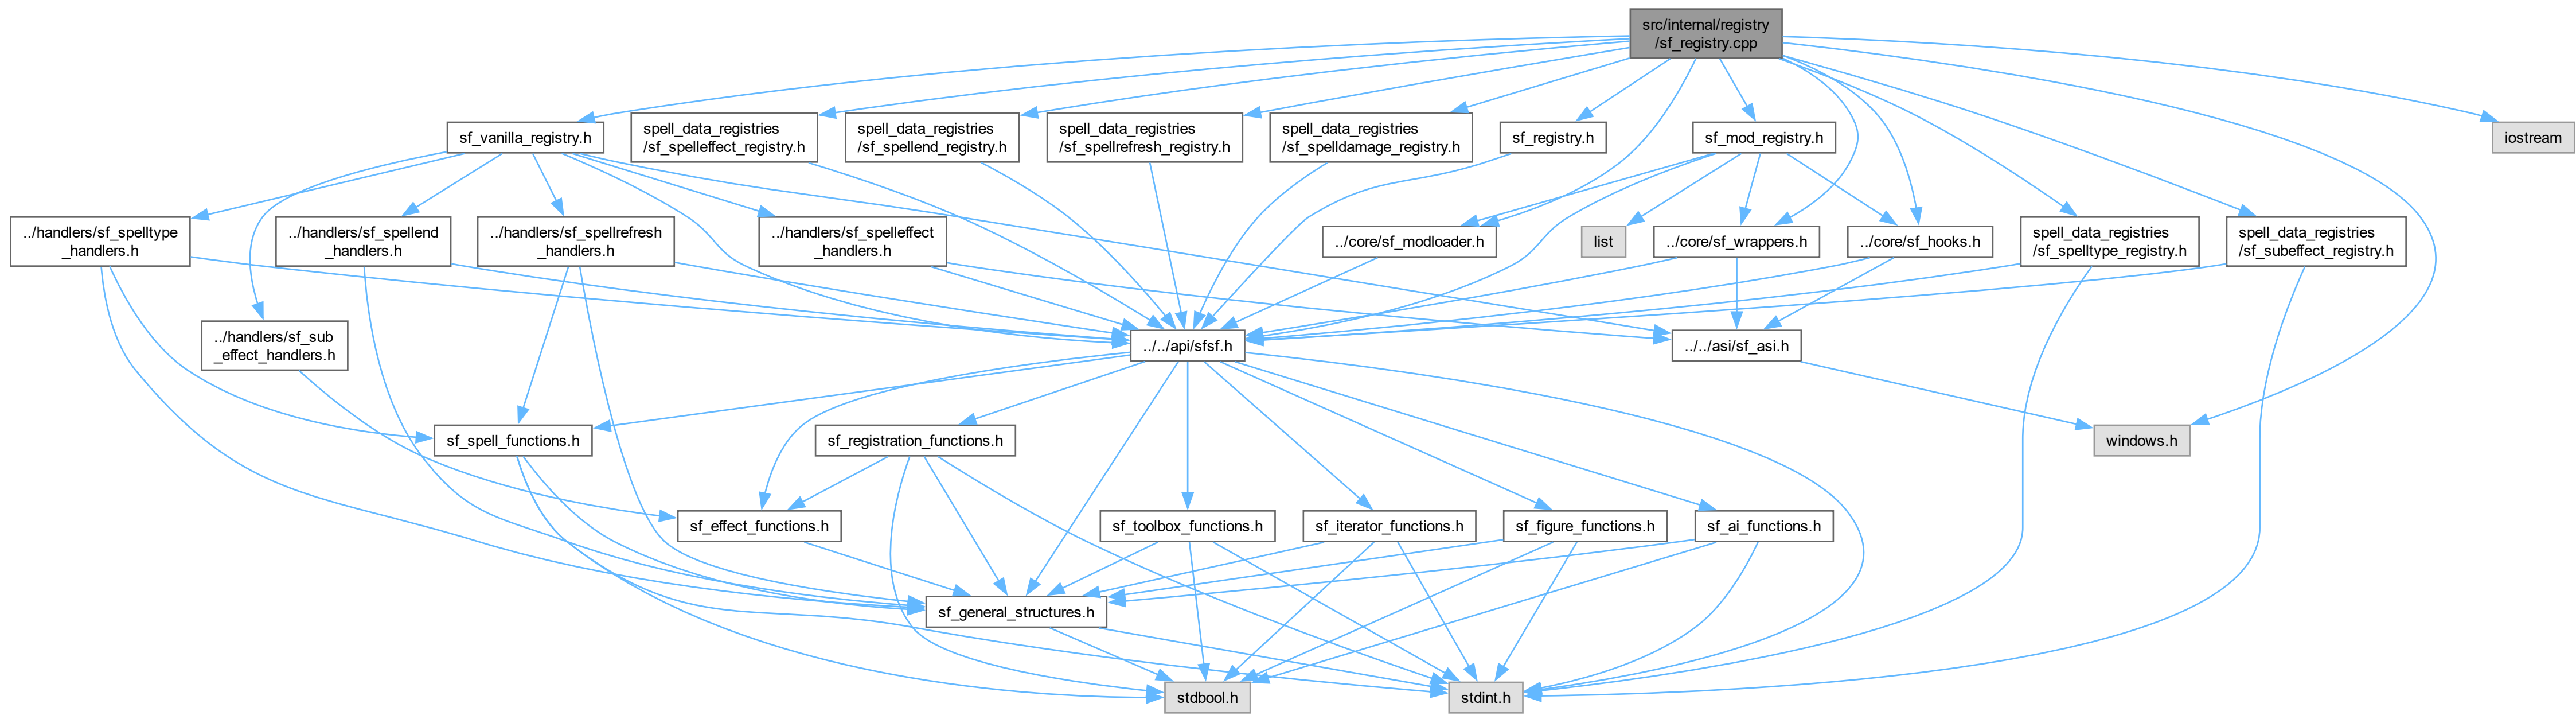 src/internal/registry
/sf_registry.cpp
sf_vanilla_registry.h
spell_data_registries
/sf_spelleffect_registry.h
spell_data_registries
/sf_spellend_registry.h
spell_data_registries
/sf_spellrefresh_registry.h
spell_data_registries
/sf_spelldamage_registry.h
sf_registry.h
sf_mod_registry.h
iostream
../handlers/sf_spelltype
_handlers.h
../handlers/sf_spellend
_handlers.h
../handlers/sf_spellrefresh
_handlers.h
../handlers/sf_spelleffect
_handlers.h
../core/sf_modloader.h
list
../core/sf_wrappers.h
../core/sf_hooks.h
spell_data_registries
/sf_spelltype_registry.h
spell_data_registries
/sf_subeffect_registry.h
../handlers/sf_sub
_effect_handlers.h
../../api/sfsf.h
../../asi/sf_asi.h
sf_spell_functions.h
sf_registration_functions.h
windows.h
sf_effect_functions.h
sf_toolbox_functions.h
sf_iterator_functions.h
sf_figure_functions.h
sf_ai_functions.h
sf_general_structures.h
stdbool.h
stdint.h